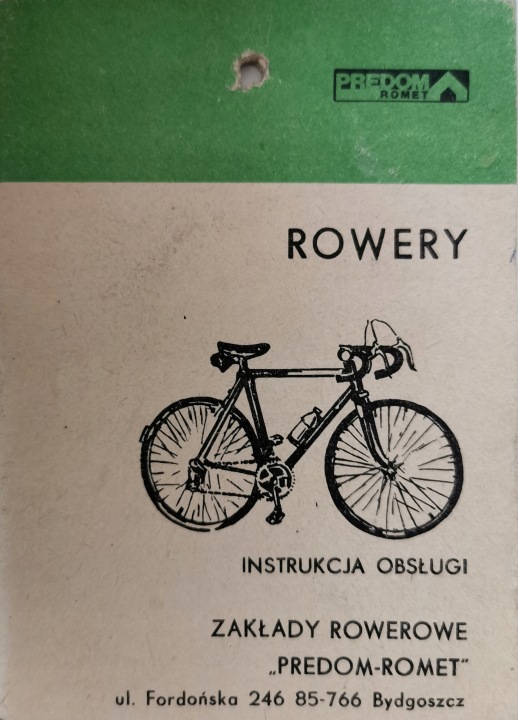 PREDOM
ROMET
ROWERY
INSTRUKCJA OBSŁUGI
ZAKŁADY ROWEROWE
„PREDOM-ROMET”
ul. Fordońska 246 85-766 Bydgoszcz